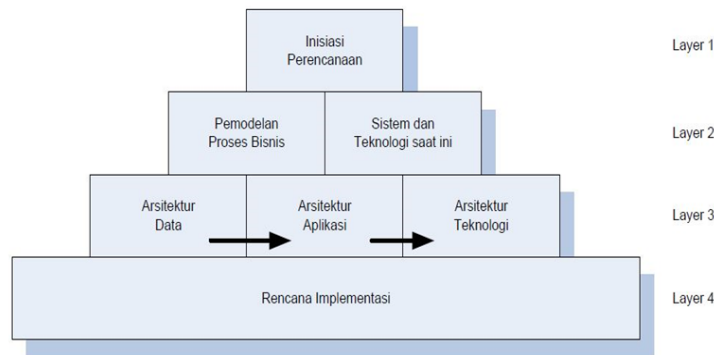 Inisiasi
Perencanaan
Layer 1
Pemodelan
Proses Bisnis
Sistem dan
Teknologi saat ini
Layer 2
Arsitektur
Data
Arsitektur
Aplikasi
Arsitektur
Teknologi
Layer 3
Rencana Implementasi
Layer 4